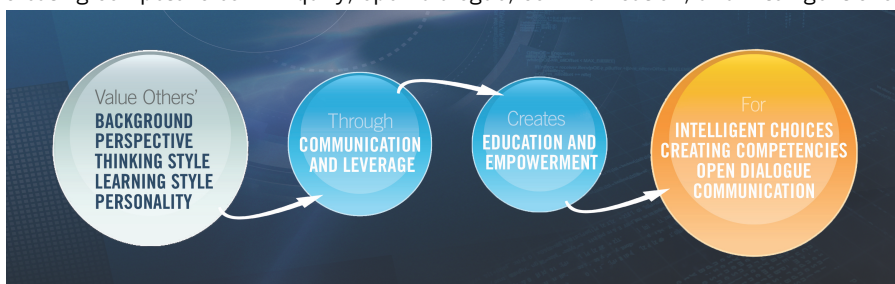 Value Others'
BACKGROUND
PERSPECTIVE
THINKING STYLE
LEARNING STYLE
PERSONALITY
Through
COMMUNICATION
AND LEVERAGE
Creates
EDUCATION AND
EMPOWERMENT
For
INTELLIGENT CHOICES
CREATING COMPETENCIES
OPEN DIALOGUE
COMMUNICATION